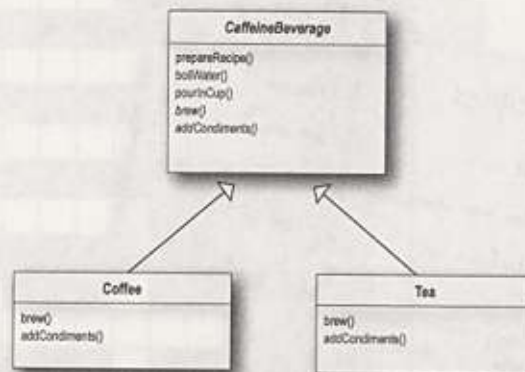 CaffeineBeverage
prepareRecipe()
boilWater()
pourInCup()
brew()
addCondiments()
Coffee
brew()
addCondiments()
Tea
brew()
addCondiments()